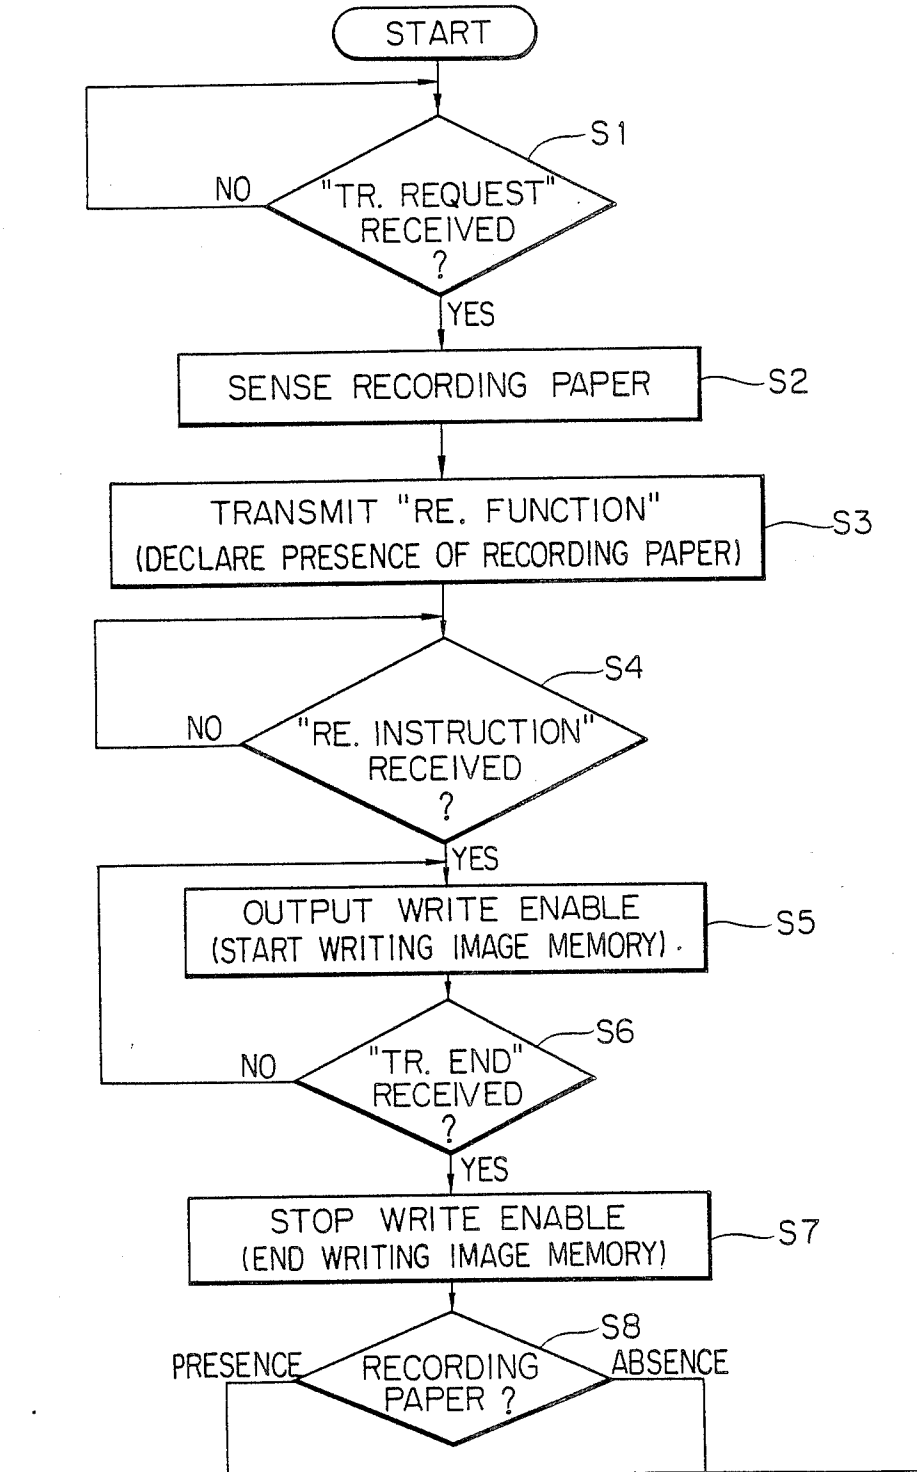 START
S1
NO
"TR. REQUEST"
RECEIVED
?
YES
SENSE RECORDING PAPER
S2
TRANSMIT "RE. FUNCTION"
(DECLARE PRESENCE OF RECORDING PAPER)
S3
S4
NO
"RE. INSTRUCTION"
RECEIVED
?
YES
OUTPUT WRITE ENABLE
(START WRITING IMAGE MEMORY)
S5
S6
NO
"TR. END"
RECEIVED
?
YES
STOP WRITE ENABLE
(END WRITING IMAGE MEMORY)
S7
S8
PRESENCE
RECORDING
PAPER ?
ABSENCE